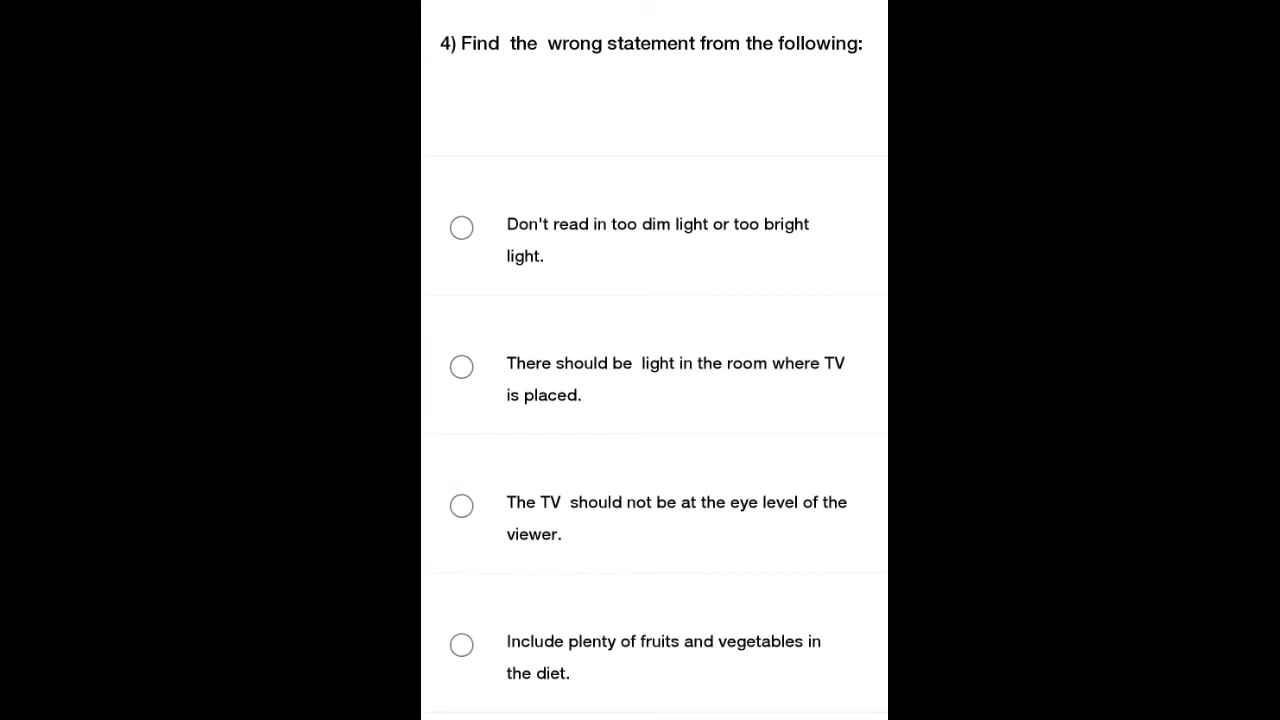 4) Find  the  wrong statement from the following:
Don't read in too dim light or too bright
light.
There should be  light in the room where TV
is placed.
The TV  should not be at the eye level of the
viewer.
Include plenty of fruits and vegetables in
the diet.